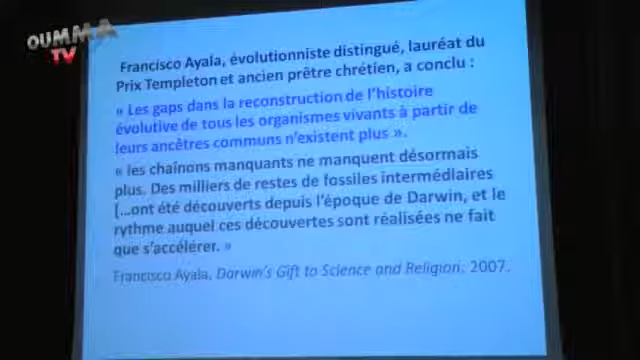 OUMMA
TV
Francisco Ayala, évolutionniste distingué, lauréat du
Prix Templeton et ancien prêtre chrétien, a conclu :
« Les gaps dans la reconstruction de l'histoire
évolutive de tous les organismes vivants à partir de
leurs ancêtres communs n'existent plus ».
« les chaînons manquants ne manquent désormais
plus. Des milliers de restes de fossiles intermédiaires
[...ont été découverts depuis l'époque de Darwin, et le
rythme auquel ces découvertes sont réalisées ne fait
que s'accélérer. »
Francisco Ayala, Darwin's Gift to Science and Religion, 2007.